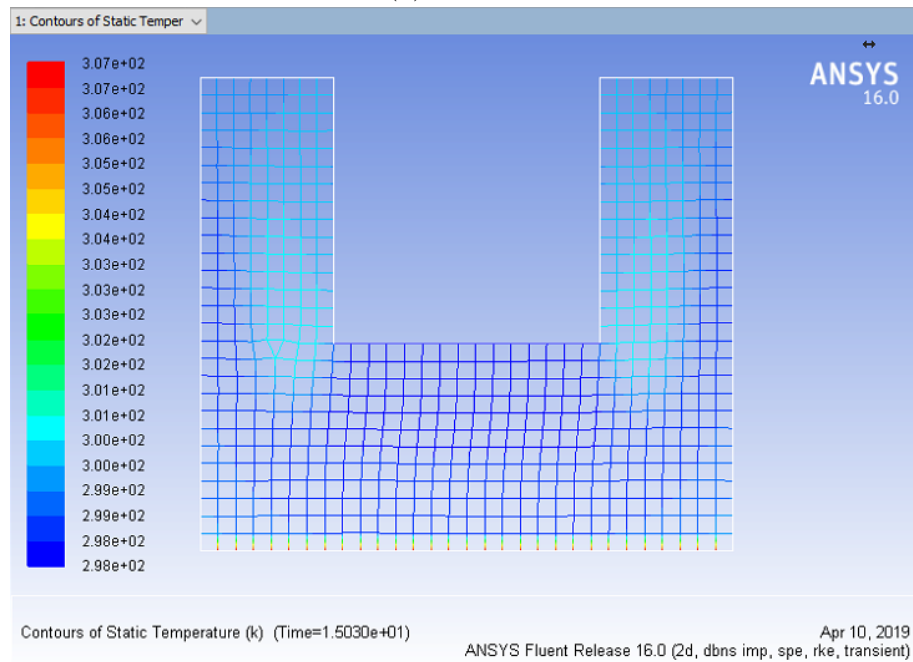 1: Contours of Static Temper
ANSYS
16.0
3.07e+02
3.07e+02
3.06e+02
3.06e+02
3.05e+02
3.05e+02
3.04e+02
3.04e+02
3.03e+02
3.03e+02
3.02e+02
3.02e+02
3.01e+02
3.01e+02
3.00e+02
3.00e+02
2.99e+02
2.99e+02
2.98e+02
2.98e+02
Contours of Static Temperature (k) (Time=1.5030e+01)
Apr 10, 2019
ANSYS Fluent Release 16.0 (2d, dbns imp, spe, rke, transient)